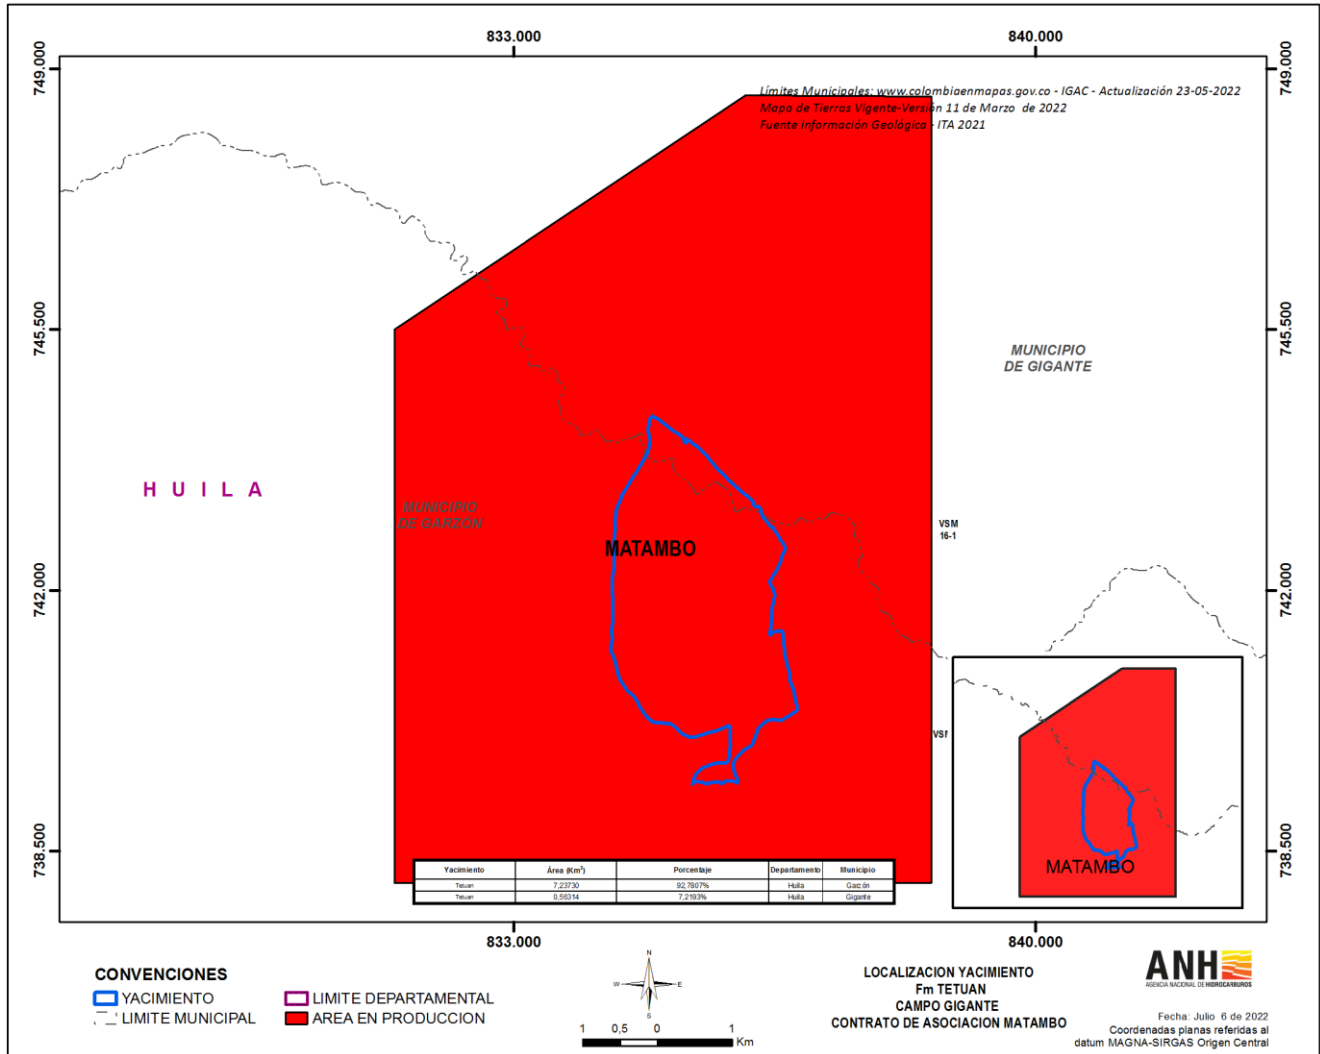 833.000
840.000
749.000
749.000
Límites Municipales: www.colombiaenmapas.gov.co - IGAC - Actualización 23-05-2022
Mapa de Tierras Vigente-Versión 11 de Marzo de 2022
Fuente Información Geológica - ITA 2021
745.500
745.500
MUNICIPIO
DE GIGANTE
H U I L A
MUNICIPIO
DE GARZÓN
VSM
16-1
MATAMBO
742.000
742.000
VSM
MATAMBO
738.500
738.500
Yacimiento Área (Km²) Porcentaje Departamento Municipio
Tetuan 7,23730 92,7807% Huila Garzón
Tetuan 0,56314 7,2193% Huila Gigante
833.000
840.000
CONVENCIONES
YACIMIENTO
LIMITE DEPARTAMENTAL
LIMITE MUNICIPAL
AREA EN PRODUCCION
N
W E
S
1 0,5 0 1
Km
LOCALIZACION YACIMIENTO
Fm TETUAN
CAMPO GIGANTE
CONTRATO DE ASOCIACION MATAMBO
ANH
AGENCIA NACIONAL DE HIDROCARBUROS
Fecha: Julio 6 de 2022
Coordenadas planas referidas al
datum MAGNA-SIRGAS Origen Central